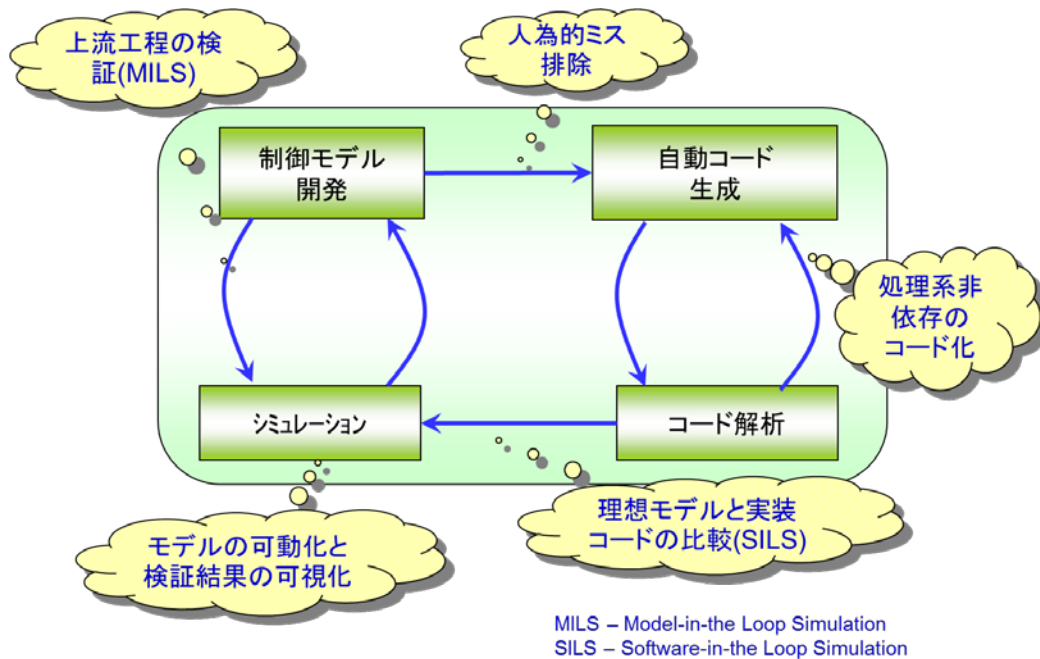 上流工程の検
証(MILS)
人為的ミス
排除
制御モデル
開発
自動コード
生成
処理系非
依存の
コード化
シミュレーション
コード解析
モデルの可動化と
検証結果の可視化
理想モデルと実装
コードの比較(SILS)
MILS – Model-in-the Loop Simulation
SILS – Software-in-the Loop Simulation